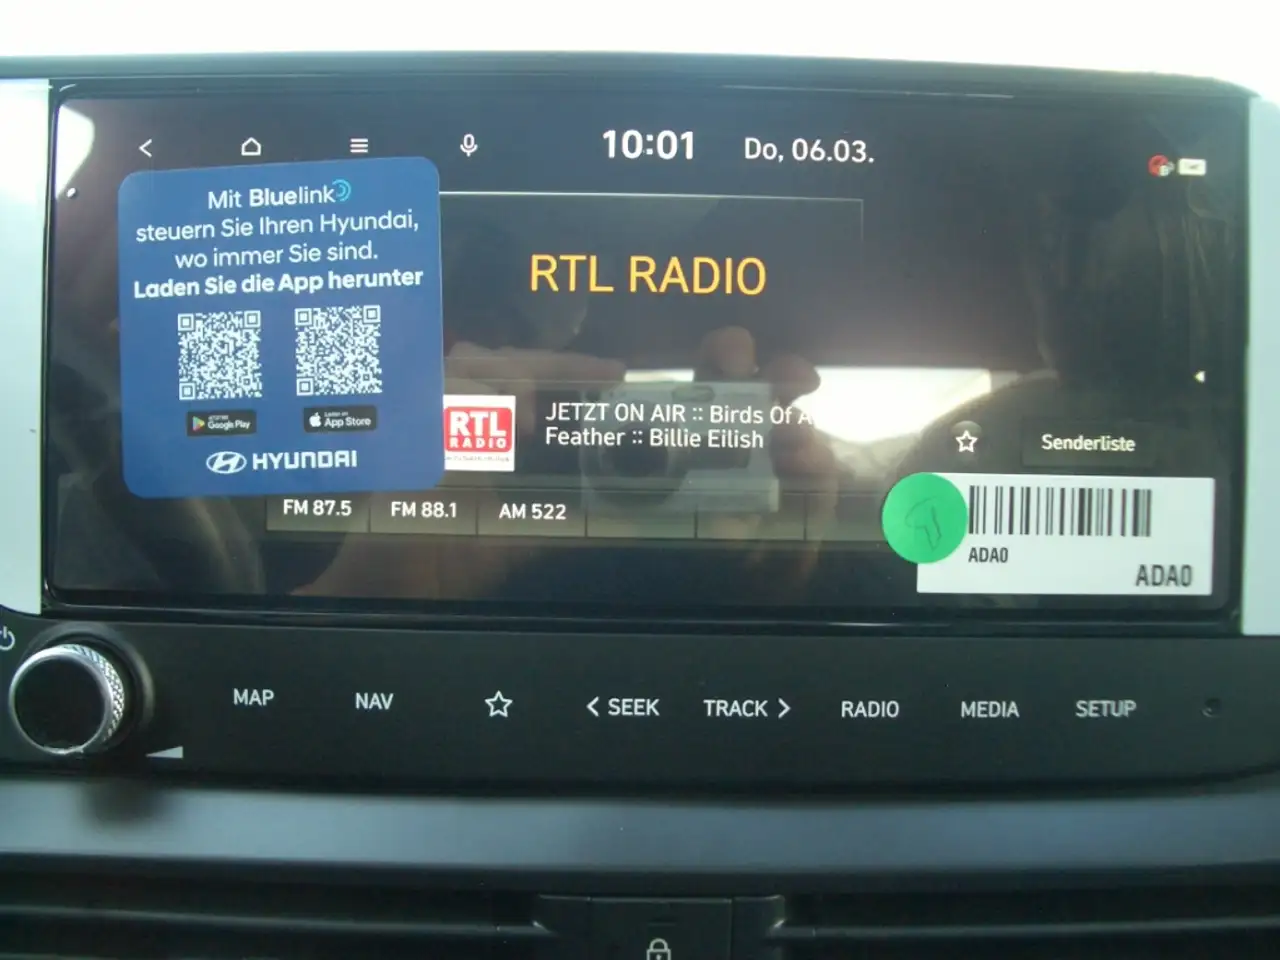 10:01 Do, 06.03.
Mit Bluelink
steuern Sie Ihren Hyundai,
wo immer Sie sind.
Laden Sie die App herunter
Google Play
App Store
HYUNDAI
RTL RADIO
RTL
RADIO
JETZT ON AIR :: Birds Of A
Feather :: Billie Eilish
Senderliste
FM 87.5 FM 88.1 AM 522
ADA0
ADA0
MAP NAV < SEEK TRACK > RADIO MEDIA SETUP